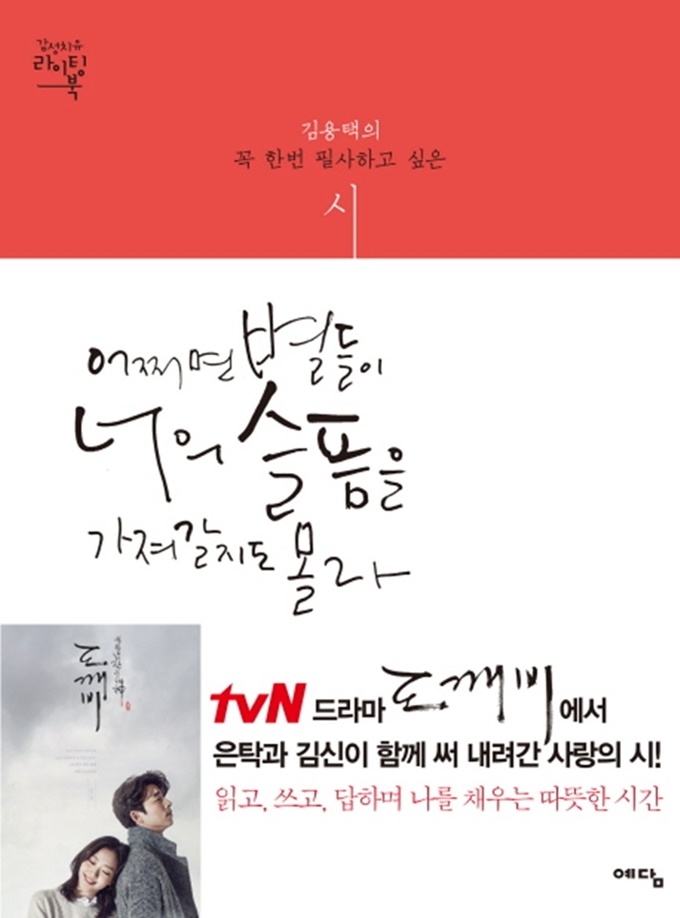 감성치유
라이팅
북
김용택의
꼭 한번 필사하고 싶은
시
어쩌면 별들이
너의 슬픔을
가져갈지도 몰라
도깨비
tvN 드라마 도깨비에서
은탁과 김신이 함께 써 내려간 사랑의 시!
읽고, 쓰고, 답하며 나를 채우는 따뜻한 시간
예담